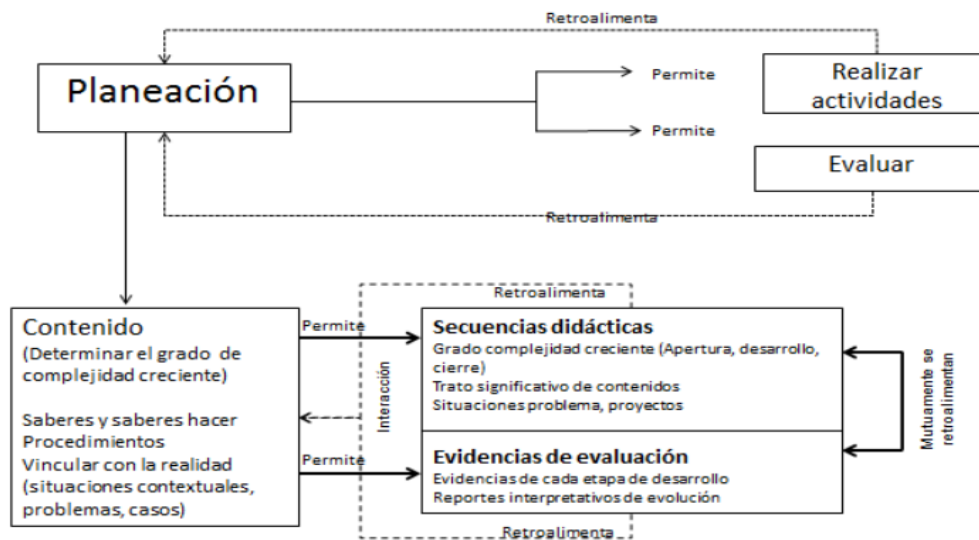 Retroalimenta
Planeación
Permite
Realizar
actividades
Permite
Evaluar
Retroalimenta
Retroalimenta
Contenido
(Determinar el grado de
complejidad creciente)
Saberes y saberes hacer
Procedimientos
Vincular con la realidad
(situaciones contextuales,
problemas, casos)
Permite
Permite
Interacción
Secuencias didácticas
Grado complejidad creciente (Apertura, desarrollo,
cierre)
Trato significativo de contenidos
Situaciones problema, proyectos
Evidencias de evaluación
Evidencias de cada etapa de desarrollo
Reportes interpretativos de evolución
Mutuamente se
retroalimentan
Retroalimenta